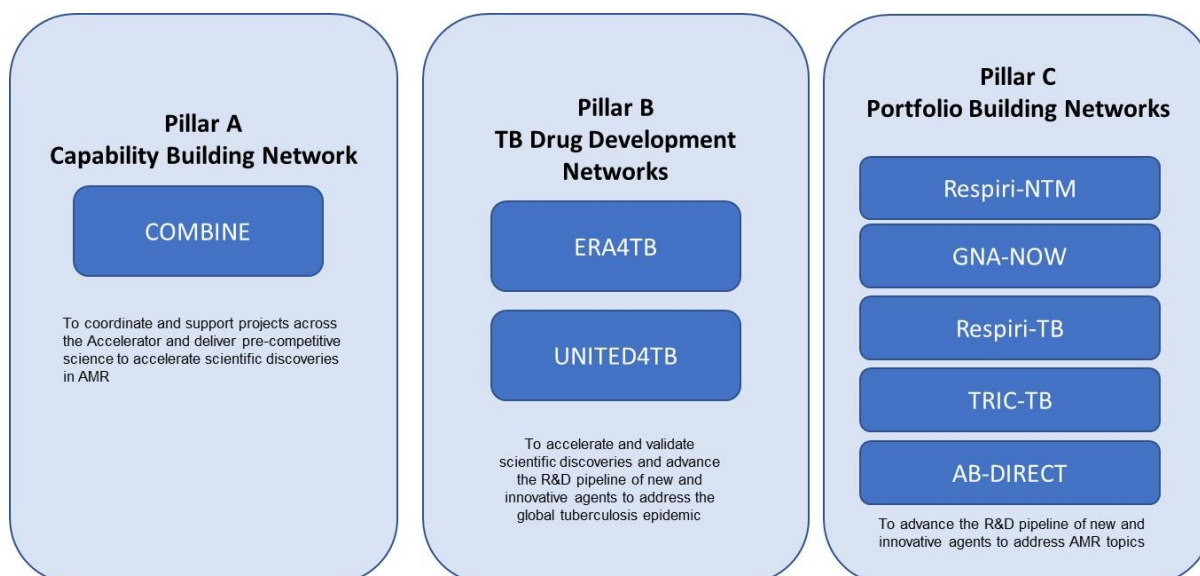 Pillar A
Capability Building Network
COMBINE
To coordinate and support projects across
the Accelerator and deliver pre-competitive
science to accelerate scientific discoveries
in AMR
Pillar B
TB Drug Development
Networks
ERA4TB
UNITED4TB
To accelerate and validate
scientific discoveries and advance
the R&D pipeline of new and
innovative agents to address the
global tuberculosis epidemic
Pillar C
Portfolio Building Networks
Respiri-NTM
GNA-NOW
Respiri-TB
TRIC-TB
AB-DIRECT
To advance the R&D pipeline of new and
innovative agents to address AMR topics